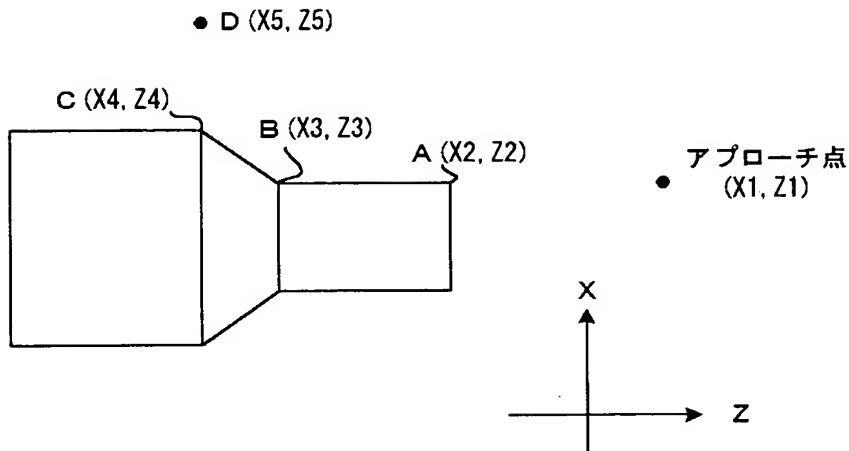 D (X5, Z5)
C (X4, Z4)
B (X3, Z3)
A (X2, Z2)
アプローチ点
(X1, Z1)
X
Z